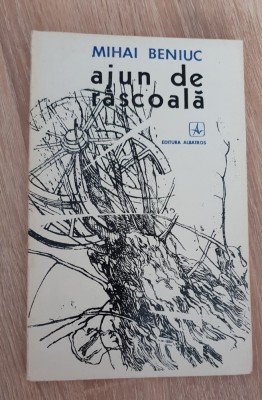 MIHAI BENIUC
ajun de
răscoală
EDITURA ALBATROS